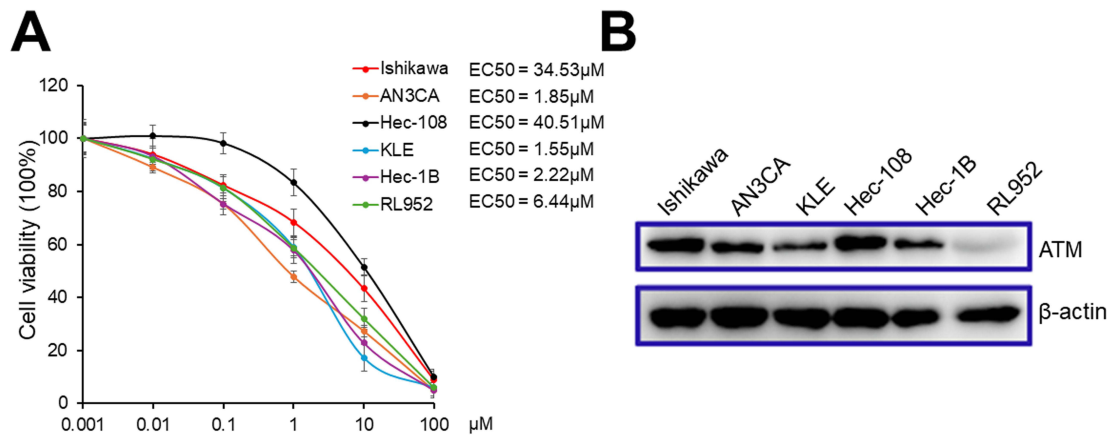 A
Ishikawa EC50 = 34.53μM
AN3CA EC50 = 1.85μM
Hec-108 EC50 = 40.51μM
KLE EC50 = 1.55μM
Hec-1B EC50 = 2.22μM
RL952 EC50 = 6.44μM
Cell viability (100%)
120
100
80
60
40
20
0
0.001 0.01 0.1 1 10 100 μM
B
Ishikawa AN3CA KLE Hec-108 Hec-1B RL952
ATM
β-actin